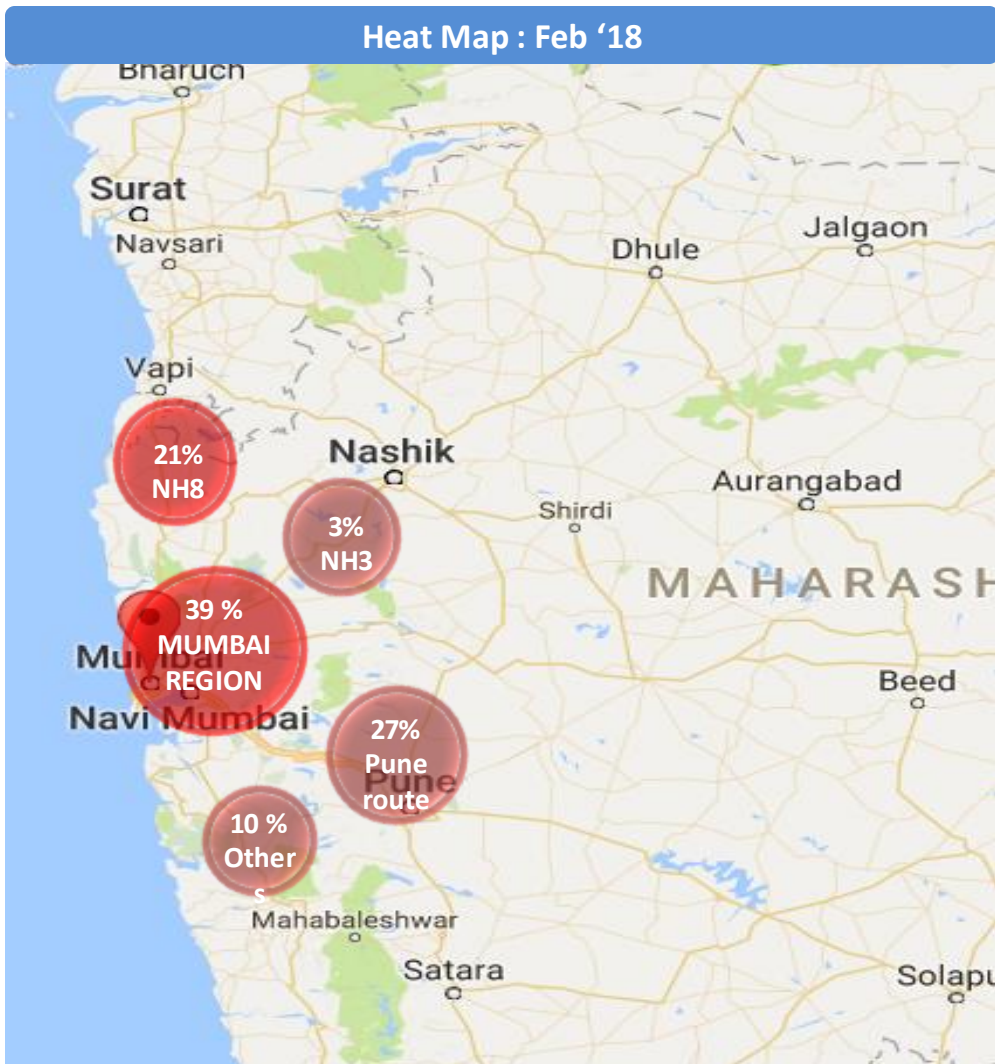 Heat Map : Feb ‘18
Bharuch
Surat
Navsari
Dhule
Jalgaon
Vapi
21%
NH8
Nashik
Aurangabad
3%
NH3
Shirdi
MAHARASH
39 %
MUMBAI
REGION
Mumbai
Navi Mumbai
Beed
27%
Pune
route
Pune
10 %
Other
s
Mahabaleshwar
Satara
Solapu